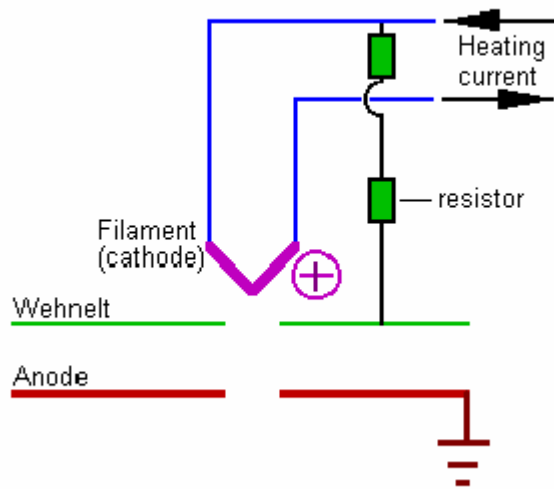 Heating
current
resistor
Filament
(cathode)
Wehnelt
Anode